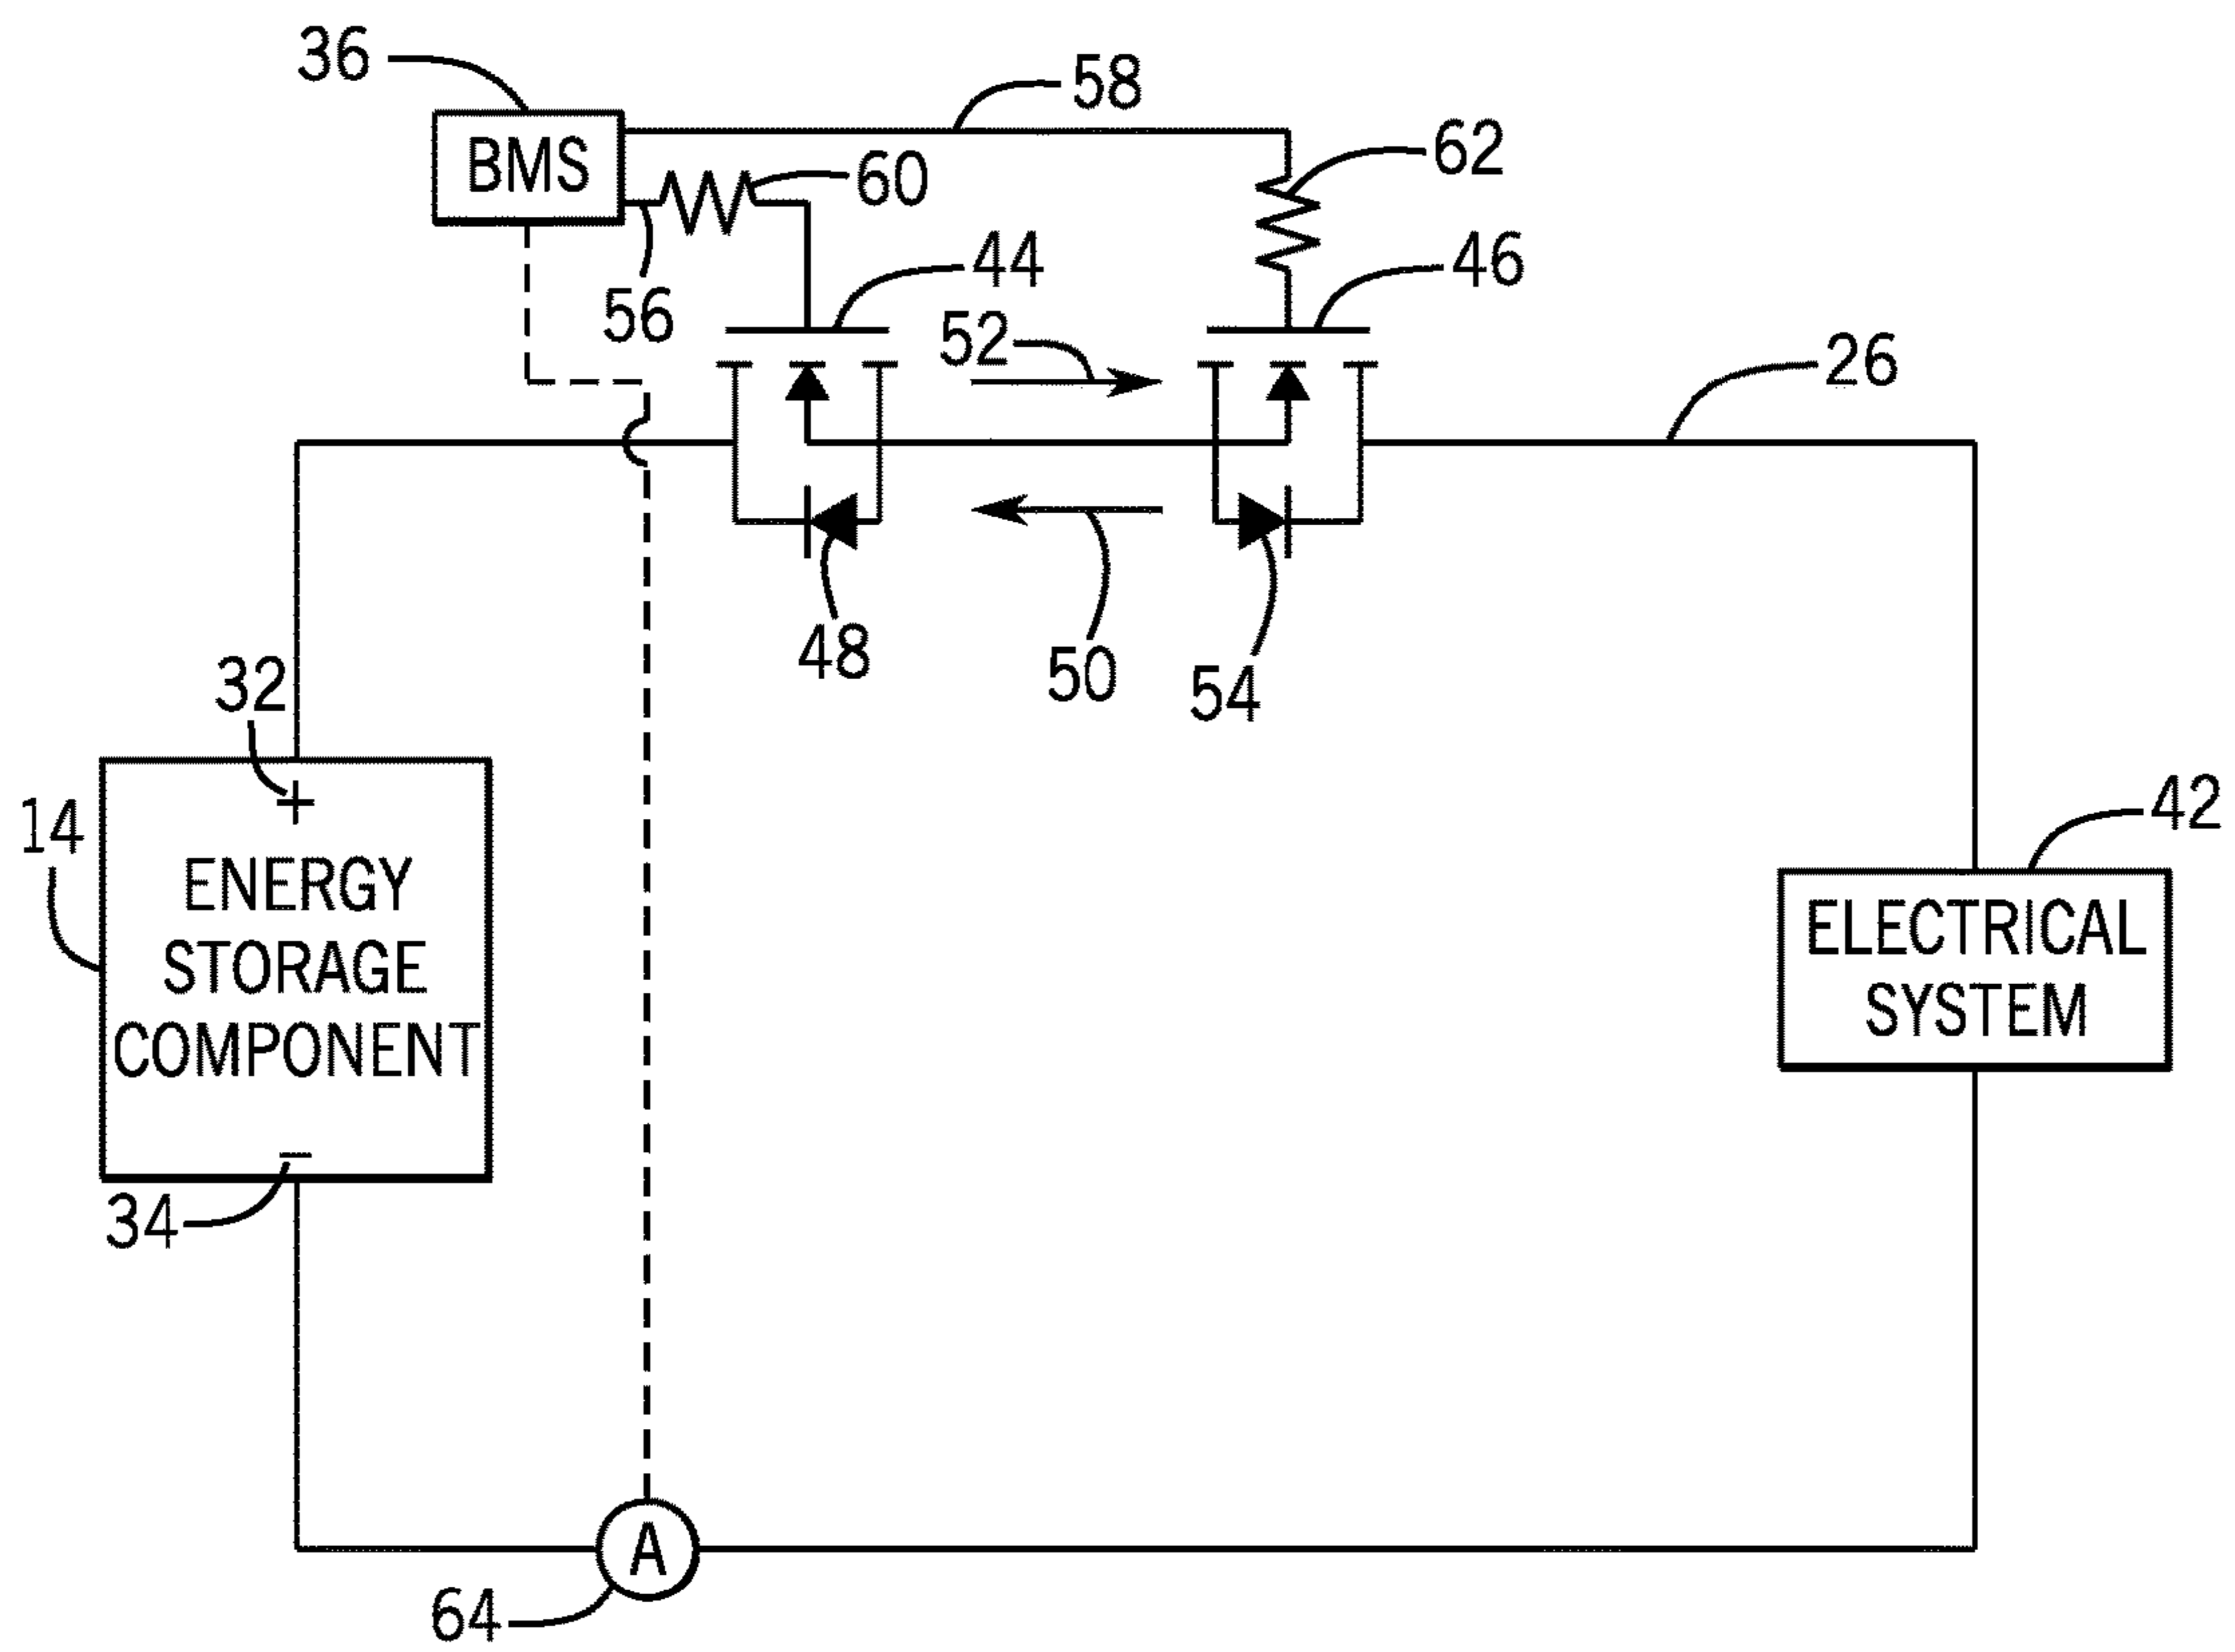 36
58
BMS
60
62
44
46
56
52
26
48
50
54
32
+
14
42
ENERGY
STORAGE
COMPONENT
ELECTRICAL
SYSTEM
−
34
A
64